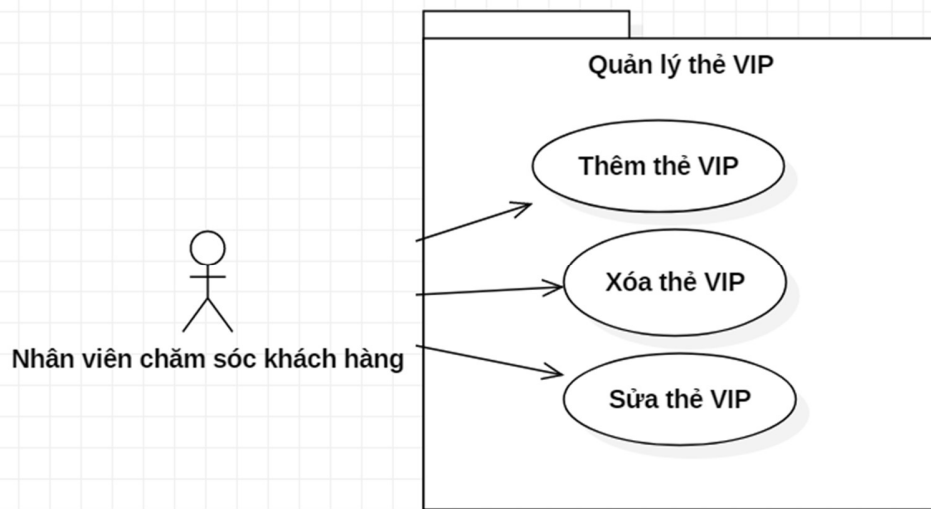 Quản lý thẻ VIP
Thêm thẻ VIP
Xóa thẻ VIP
Nhân viên chăm sóc khách hàng
Sửa thẻ VIP